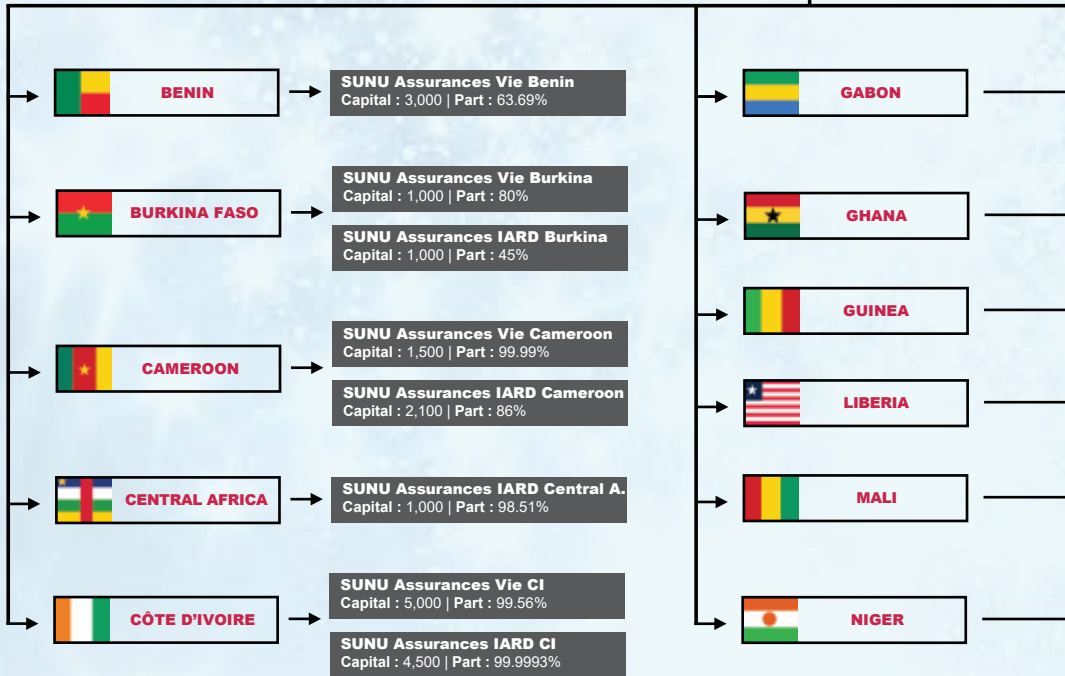 BENIN
SUNU Assurances Vie Benin
Capital : 3,000 | Part : 63.69%
BURKINA FASO
SUNU Assurances Vie Burkina
Capital : 1,000 | Part : 80%
SUNU Assurances IARD Burkina
Capital : 1,000 | Part : 45%
CAMEROON
SUNU Assurances Vie Cameroon
Capital : 1,500 | Part : 99.99%
SUNU Assurances IARD Cameroon
Capital : 2,100 | Part : 86%
CENTRAL AFRICA
SUNU Assurances IARD Central A.
Capital : 1,000 | Part : 98.51%
CÔTE D'IVOIRE
SUNU Assurances Vie CI
Capital : 5,000 | Part : 99.56%
SUNU Assurances IARD CI
Capital : 4,500 | Part : 99.9993%
GABON
GHANA
GUINEA
LIBERIA
MALI
NIGER